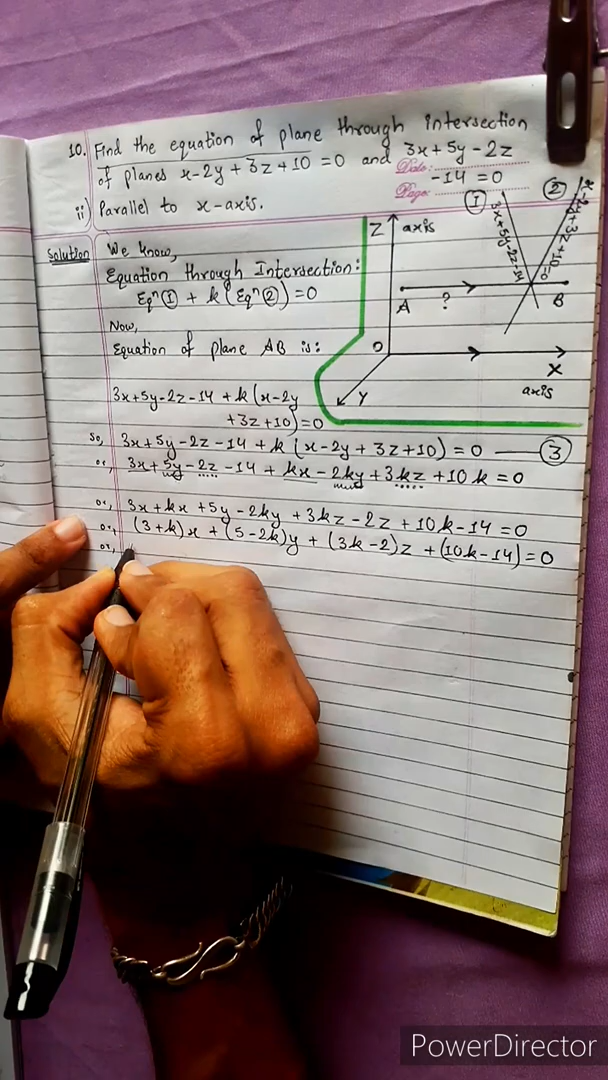 10. Find the equation of plane through intersection
of planes x-2y+3z+10=0 and 3x+5y-2z
-14=0
Date:
Page:
ii) Parallel to x-axis.
Solution We know,
Equation through Intersection:
Eqⁿ① + k(Eqⁿ②)=0
Now,
Equation of plane AB is:
3x+5y-2z-14+k(x-2y
+3z+10)=0
Z axis
① 3x+5y-2z-14
② x-2y+3z+10=0
A ? B
O
X
axis
Y
So, 3x+5y-2z-14+k(x-2y+3z+10)=0 ③
or, 3x+5y-2z-14+kx-2ky+3kz+10k=0
or, 3x+kx+5y-2ky+3kz-2z+10k-14=0
or, (3+k)x+(5-2k)y+(3k-2)z+(10k-14)=0
or,
PowerDirector